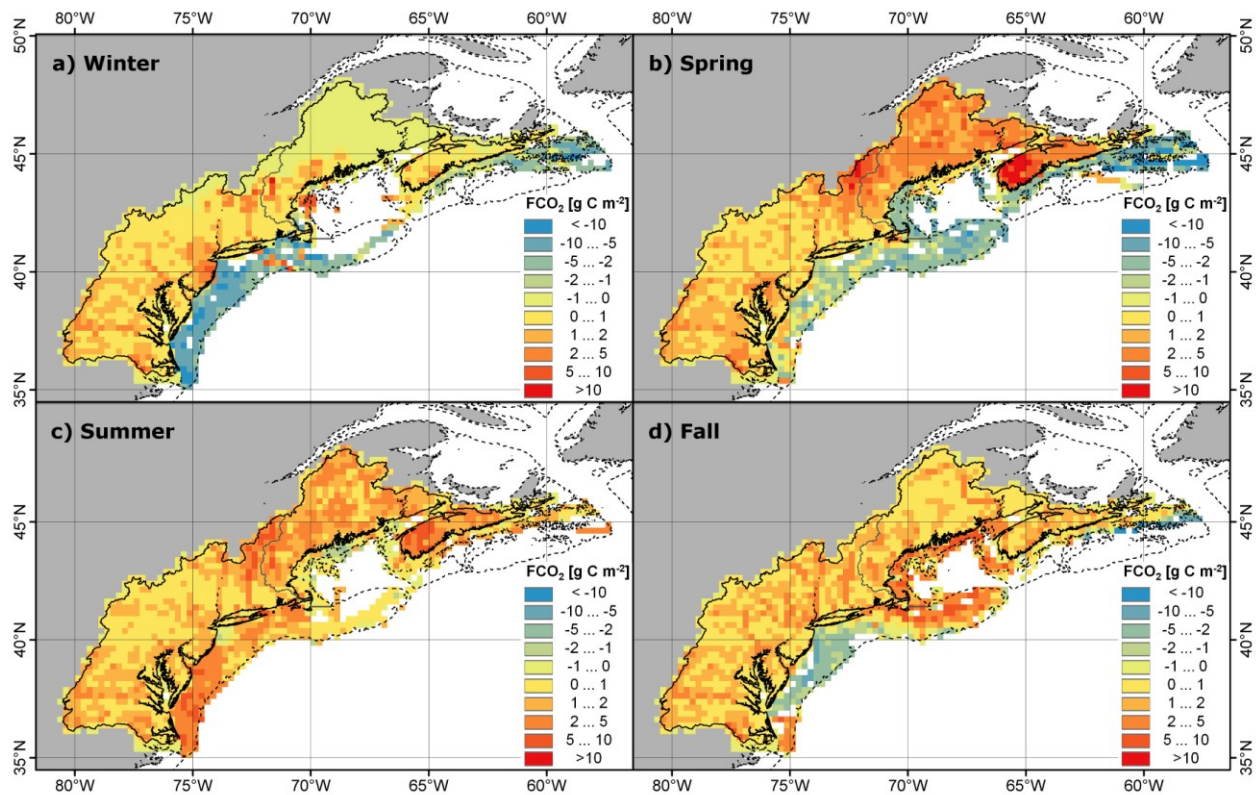 80°W 75°W 70°W 65°W 60°W 80°W 75°W 70°W 65°W 60°W
50°N
45°N
40°N
35°N
a) Winter
FCO₂ [g C m⁻²]
< -10
-10 ... -5
-5 ... -2
-2 ... -1
-1 ... 0
0 ... 1
1 ... 2
2 ... 5
5 ... 10
>10
b) Spring
FCO₂ [g C m⁻²]
< -10
-10 ... -5
-5 ... -2
-2 ... -1
-1 ... 0
0 ... 1
1 ... 2
2 ... 5
5 ... 10
>10
50°N
45°N
40°N
35°N
45°N
40°N
35°N
c) Summer
FCO₂ [g C m⁻²]
< -10
-10 ... -5
-5 ... -2
-2 ... -1
-1 ... 0
0 ... 1
1 ... 2
2 ... 5
5 ... 10
>10
d) Fall
FCO₂ [g C m⁻²]
< -10
-10 ... -5
-5 ... -2
-2 ... -1
-1 ... 0
0 ... 1
1 ... 2
2 ... 5
5 ... 10
>10
45°N
40°N
35°N
80°W 75°W 70°W 65°W 60°W 80°W 75°W 70°W 65°W 60°W